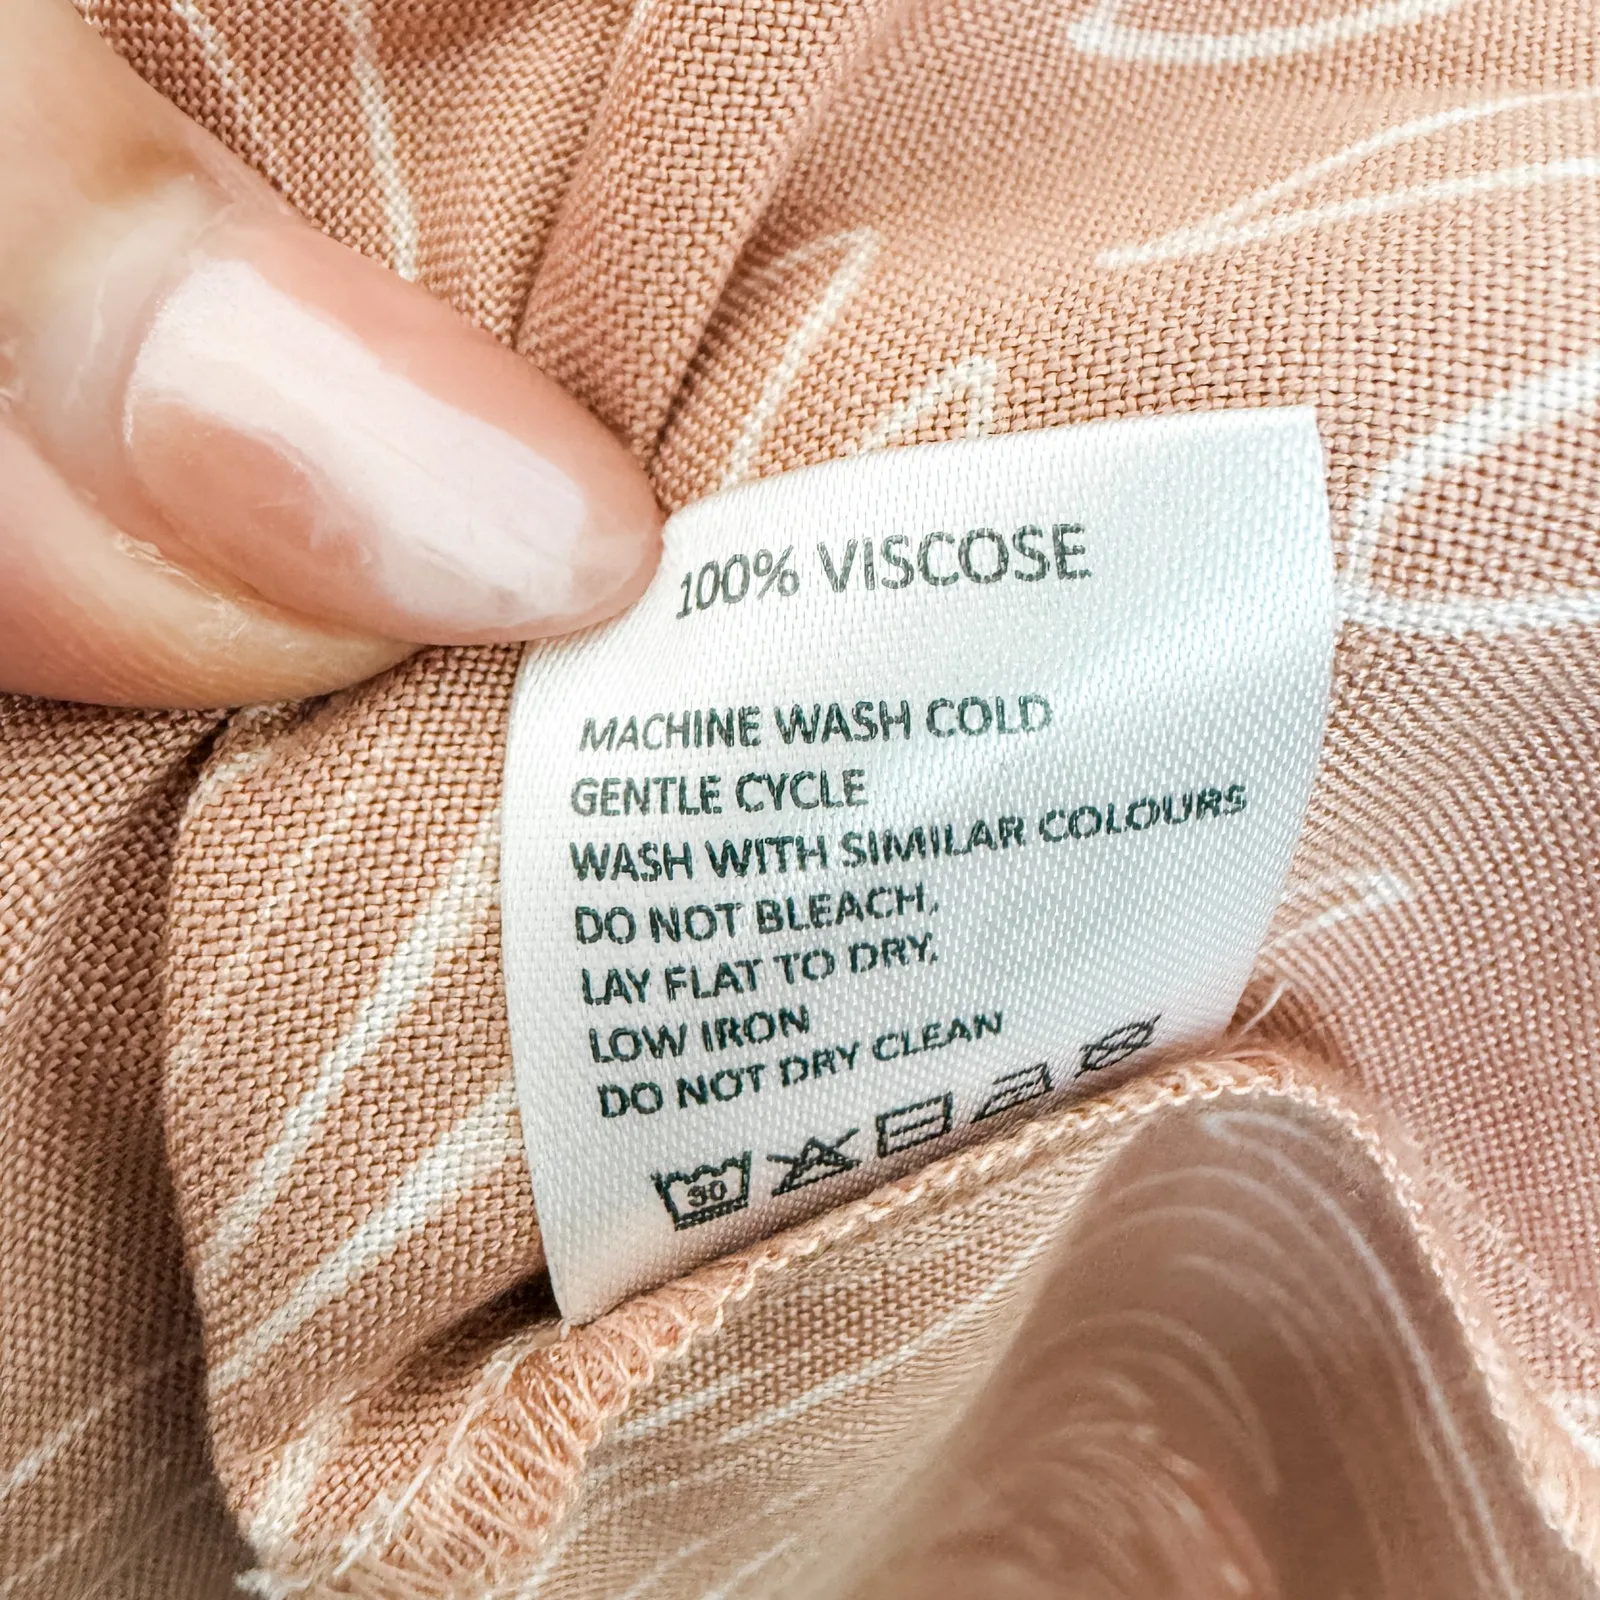 100% VISCOSE
MACHINE WASH COLD
GENTLE CYCLE
WASH WITH SIMILAR COLOURS
DO NOT BLEACH,
LAY FLAT TO DRY,
LOW IRON
DO NOT DRY CLEAN
30